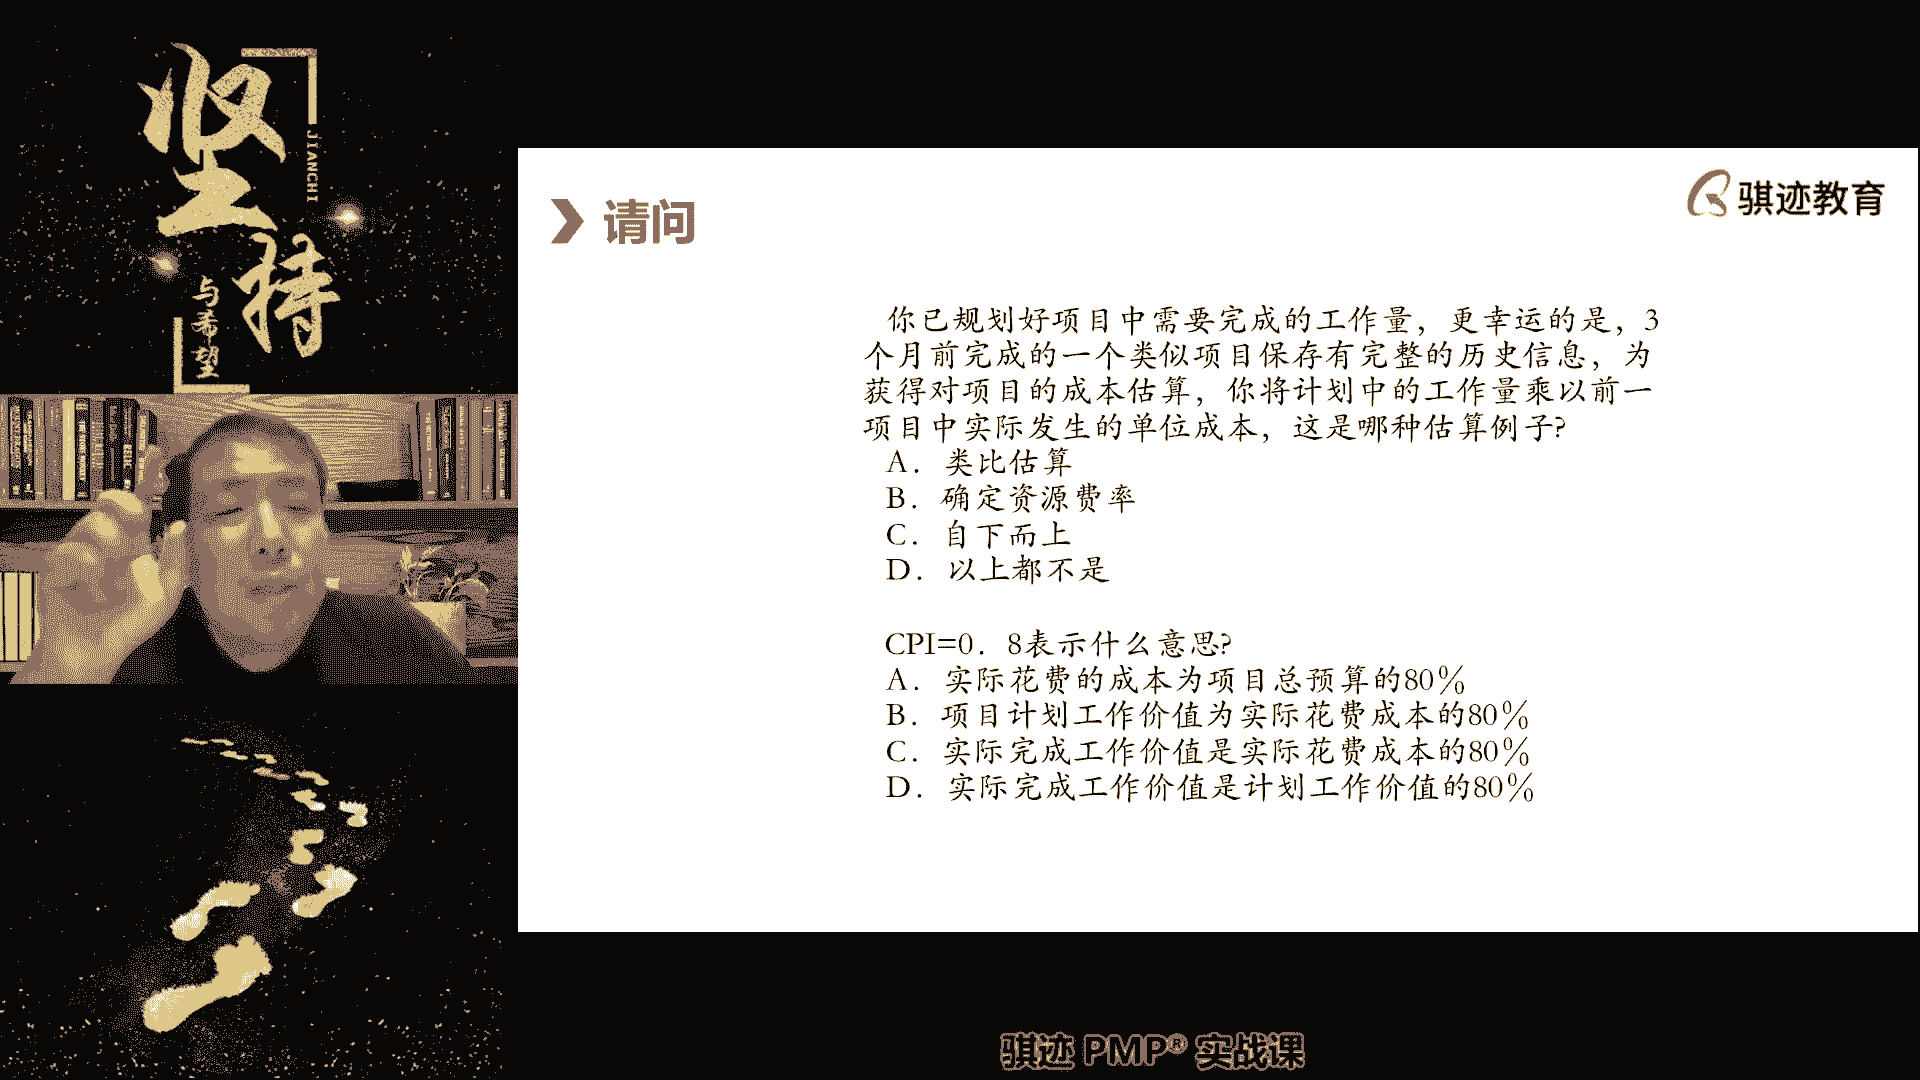 坚持
JIANCHI
与希望
请问
骐迹教育
你已规划好项目中需要完成的工作量，更幸运的是，3
个月前完成的一个类似项目保存有完整的历史信息，为
获得对项目的成本估算，你将计划中的工作量乘以前一
项目中实际发生的单位成本，这是哪种估算例子?
A．类比估算
B．确定资源费率
C．自下而上
D．以上都不是
CPI=0．8表示什么意思?
A．实际花费的成本为项目总预算的80％
B．项目计划工作价值为实际花费成本的80％
C．实际完成工作价值是实际花费成本的80％
D．实际完成工作价值是计划工作价值的80％
骐迹 PMP® 实战课